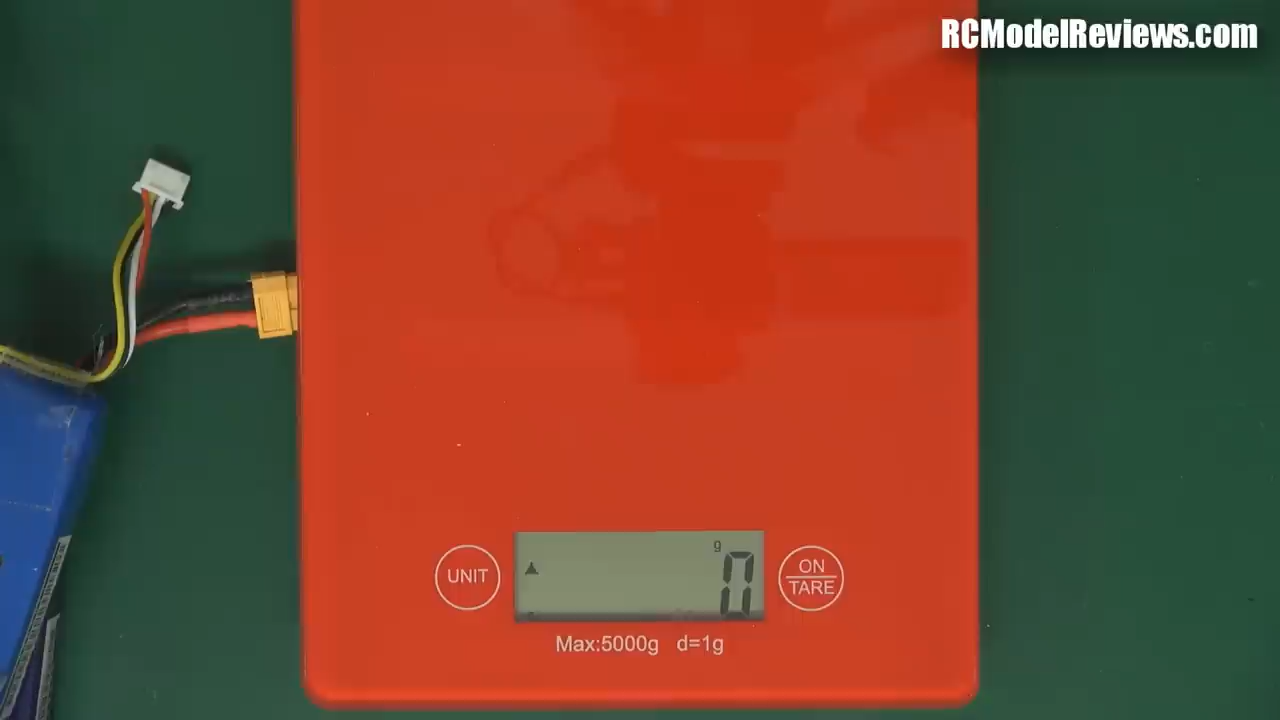 RCModelReviews.com
UNIT
g
0
ON
TARE
Max:5000g d=1g